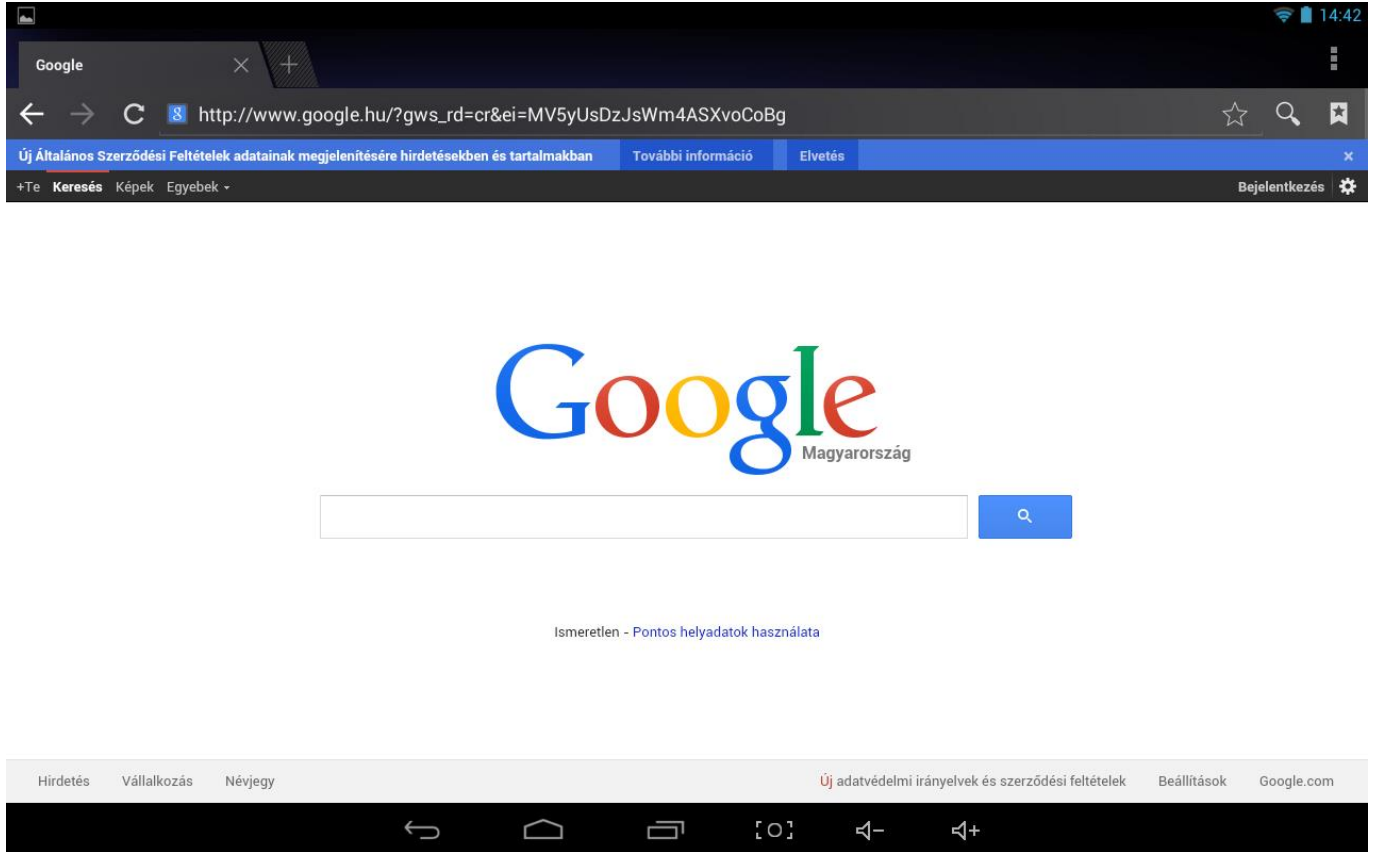 14:42
Google
http://www.google.hu/?gws_rd=cr&ei=MV5yUsDzJsWm4ASXvoCoBg
Új Általános Szerződési Feltételek adatainak megjelenítésére hirdetésekben és tartalmakban További információ Elvetés
+Te Keresés Képek Egyebek Bejelentkezés
Google
Magyarország
Ismeretlen - Pontos helyadatok használata
Hirdetés Vállalkozás Névjegy Új adatvédelmi irányelvek és szerződési feltételek Beállítások Google.com